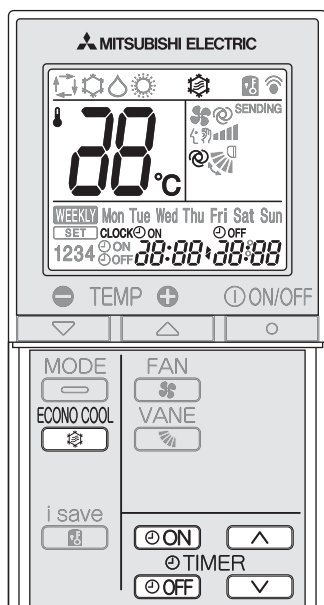 MITSUBISHI ELECTRIC
SENDING
88 °C
WEEKLY Mon Tue Wed Thu Fri Sat Sun
SET CLOCK ON OFF
1234 ON OFF 88:88 88:88
TEMP ON/OFF
MODE FAN
ECONO COOL VANE
i save
ON
TIMER
OFF